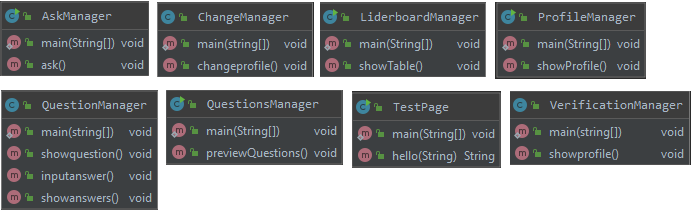 AskManager
main(String[]) void
ask() void
ChangeManager
main(string[]) void
changeprofile() void
LiderboardManager
main(String[]) void
showTable() void
ProfileManager
main(String[]) void
showProfile() void
QuestionManager
main(string[]) void
showquestion() void
inputanswer() void
showanswers() void
QuestionsManager
main(String[]) void
previewQuestions() void
TestPage
main(String[]) void
hello(String) String
VerificationManager
main(string[]) void
showprofile() void